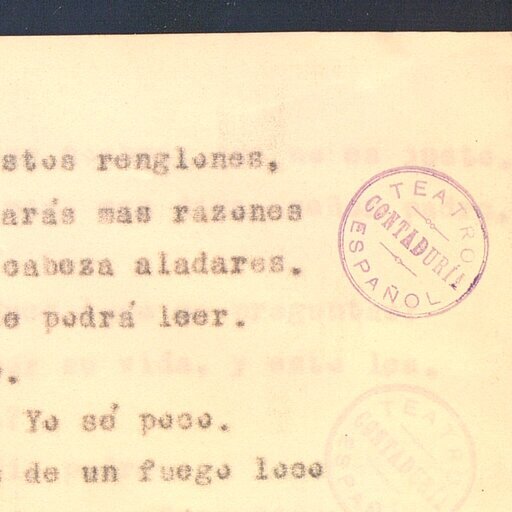 stos renglones,
arás mas razones
cabeza aladares.
e podrá leer.
Yo sé poco.
de un fuego loco
TEATRO
ESPAÑOL
CONTADURÍA
TEATRO
CONTADURÍA